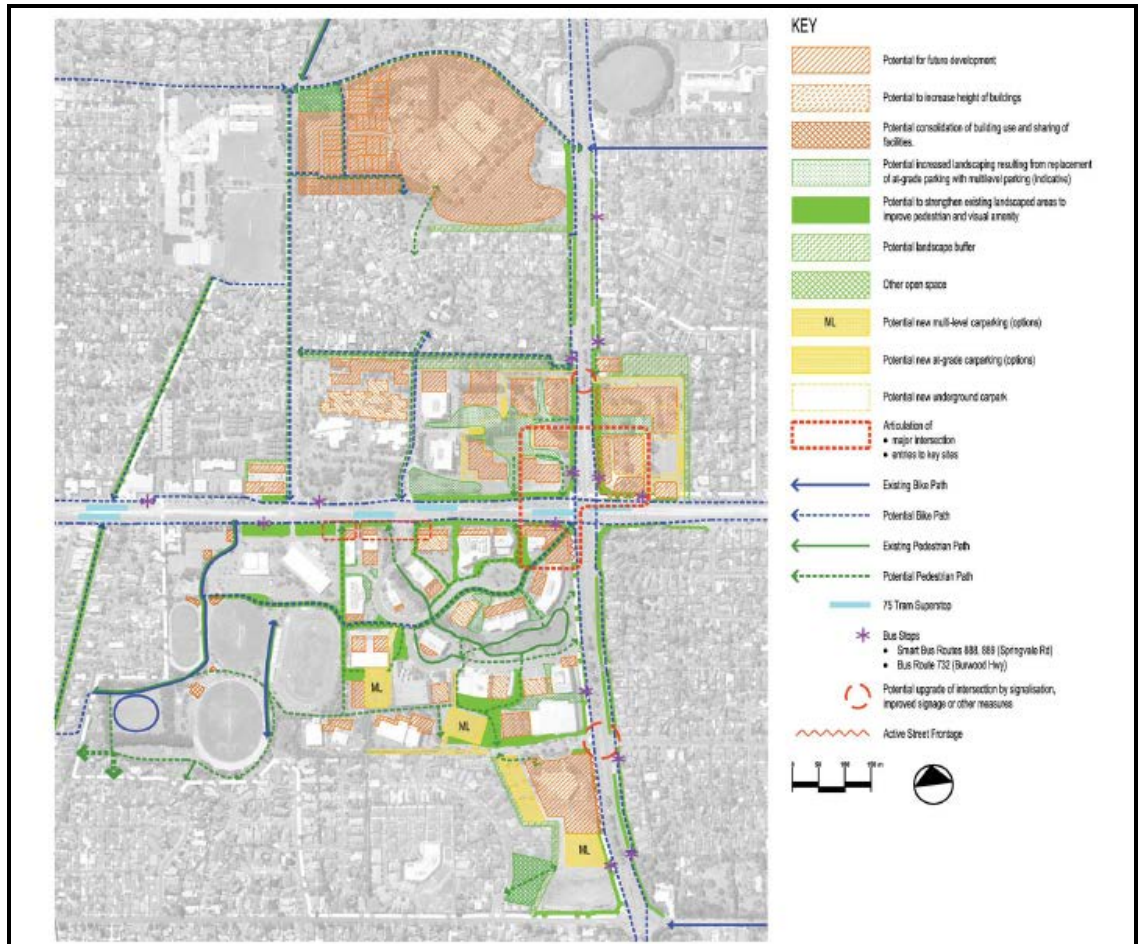 KEY
Potential for future development
Potential to increase height of buildings
Potential consolidation of building use and sharing of
facilities.
Potential increased landscaping resulting from replacement
of at-grade parking with multilevel parking (indicative)
Potential to strengthen existing landscaped areas to
improve pedestrian and visual amenity
Potential landscape buffer
Other open space
ML
Potential new multi-level carparking (options)
Potential new at-grade carparking (options)
Potential new underground carpark
Articulation of
• major intersection
• entries to key sites
Existing Bike Path
Potential Bike Path
Existing Pedestrian Path
Potential Pedestrian Path
75 Tram Superstop
Bus Stops
• Smart Bus Routes 888, 889 (Springvale Rd)
• Bus Route 732 (Burwood Hwy)
Potential upgrade of intersection by signalisation,
improved signage or other measures
Active Street Frontage
0 50 100 150 m
ML
ML
ML